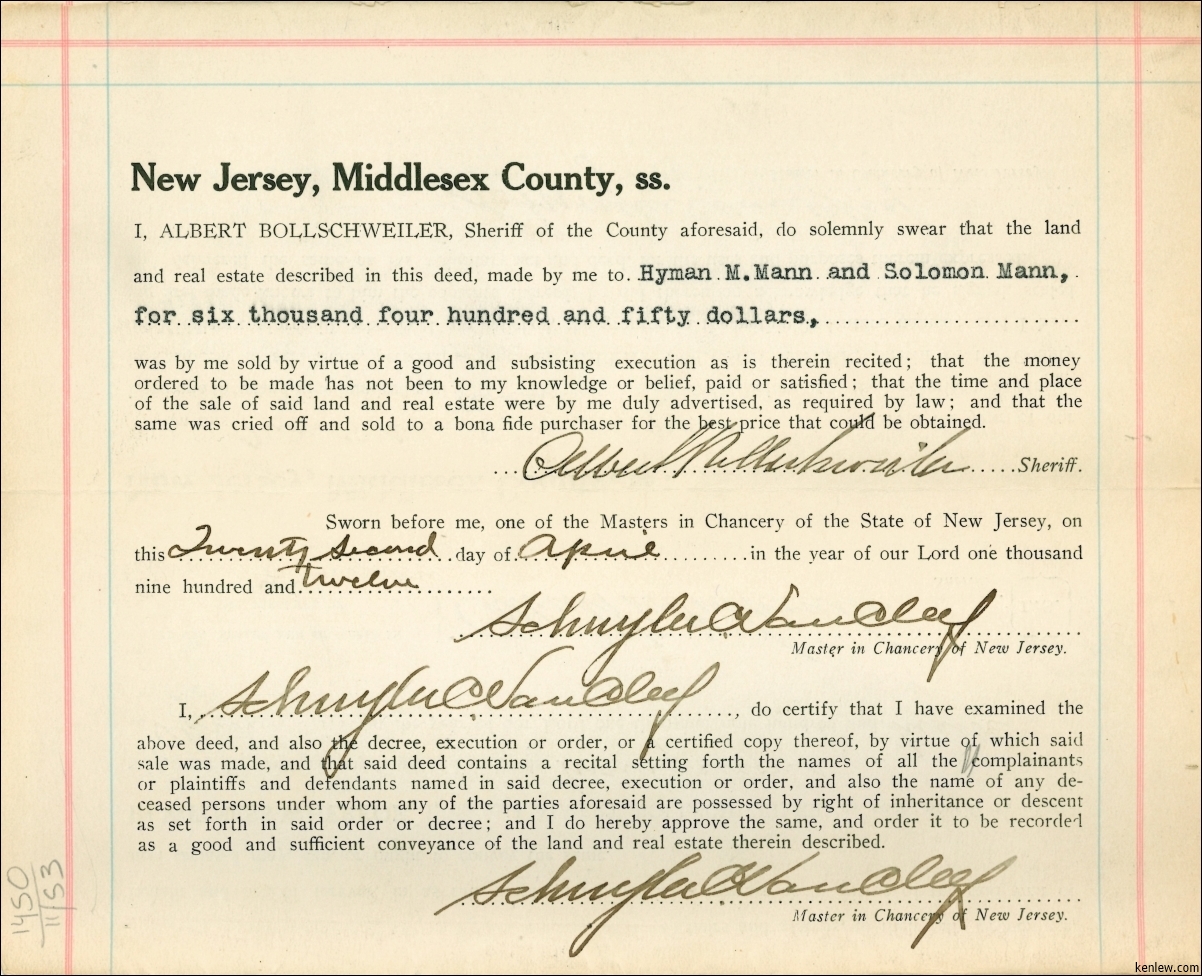 New Jersey, Middlesex County, ss.
I, ALBERT BOLLSCHWEILER, Sheriff of the County aforesaid, do solemnly swear that the land
and real estate described in this deed, made by me to. Hyman M. Mann and Solomon Mann,
for six thousand four hundred and fifty dollars,
was by me sold by virtue of a good and subsisting execution as is therein recited; that the money
ordered to be made has not been to my knowledge or belief, paid or satisfied; that the time and place
of the sale of said land and real estate were by me duly advertised, as required by law; and that the
same was cried off and sold to a bona fide purchaser for the best price that could be obtained.
Albert Bollschweiler Sheriff.
Sworn before me, one of the Masters in Chancery of the State of New Jersey, on
this Twenty second day of April in the year of our Lord one thousand
nine hundred and twelve
Schuyler C Van Cleef
Master in Chancery of New Jersey.
I, Schuyler C Van Cleef, do certify that I have examined the
above deed, and also the decree, execution or order, or a certified copy thereof, by virtue of which said
sale was made, and that said deed contains a recital setting forth the names of all the complainants
or plaintiffs and defendants named in said decree, execution or order, and also the name of any de-
ceased persons under whom any of the parties aforesaid are possessed by right of inheritance or descent
as set forth in said order or decree; and I do hereby approve the same, and order it to be recorded
as a good and sufficient conveyance of the land and real estate therein described.
Schuyler C Van Cleef
Master in Chancery of New Jersey.
1450
11/53
kenlew.com